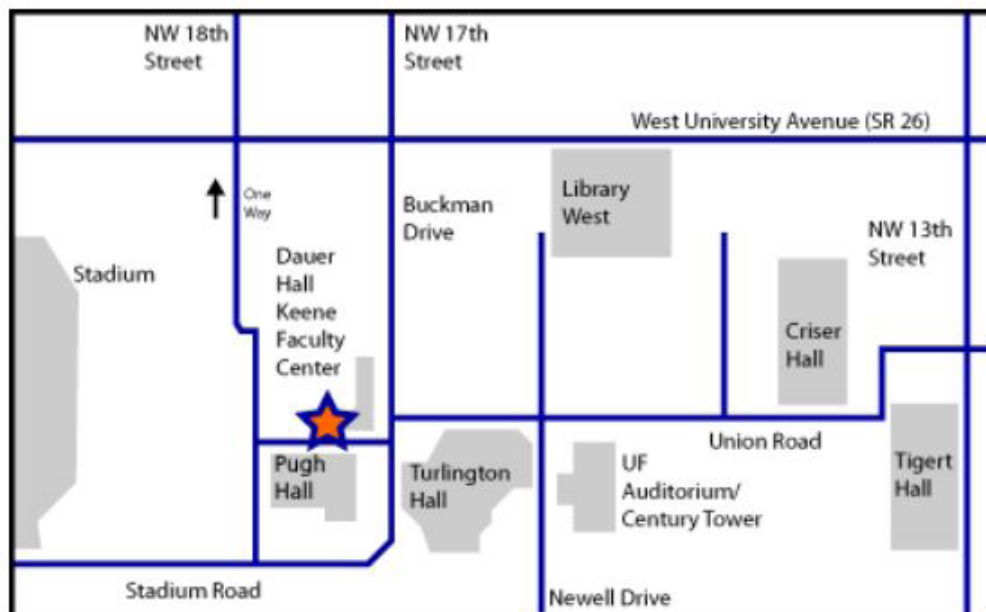 NW 18th
Street
NW 17th
Street
West University Avenue (SR 26)
One
Way
Buckman
Drive
Library
West
NW 13th
Street
Stadium
Dauer
Hall
Keene
Faculty
Center
Criser
Hall
Union Road
Pugh
Hall
Turlington
Hall
UF
Auditorium/
Century Tower
Tigert
Hall
Stadium Road
Newell Drive